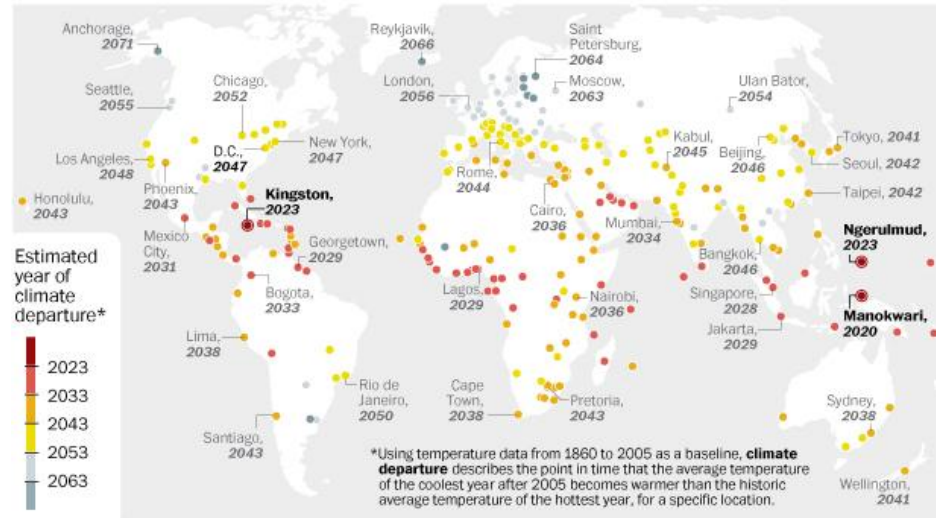 Anchorage,
2071
Reykjavik,
2066
Saint
Petersburg,
2064
Seattle,
2055
Chicago,
2052
London,
2056
Moscow,
2063
Ulan Bator,
2054
D.C.,
2047
New York,
2047
Los Angeles,
2048
Phoenix,
2043
Kabul,
2045
Beijing,
2046
Tokyo, 2041
Seoul, 2042
Rome,
2044
Honolulu,
2043
Kingston,
2023
Cairo,
2036
Mumbai,
2034
Taipei, 2042
Mexico
City,
2031
Georgetown,
2029
Bangkok,
2046
Ngerulmud,
2023
Bogota,
2033
Lagos,
2029
Nairobi,
2036
Singapore,
2028
Manokwari,
2020
Jakarta,
2029
Lima,
2038
Rio de
Janeiro,
2050
Cape
Town,
2038
Pretoria,
2043
Sydney,
2038
Santiago,
2043
Wellington,
2041
Estimated
year of
climate
departure*
2023
2033
2043
2053
2063
*Using temperature data from 1860 to 2005 as a baseline, climate
departure describes the point in time that the average temperature
of the coolest year after 2005 becomes warmer than the historic
average temperature of the hottest year, for a specific location.